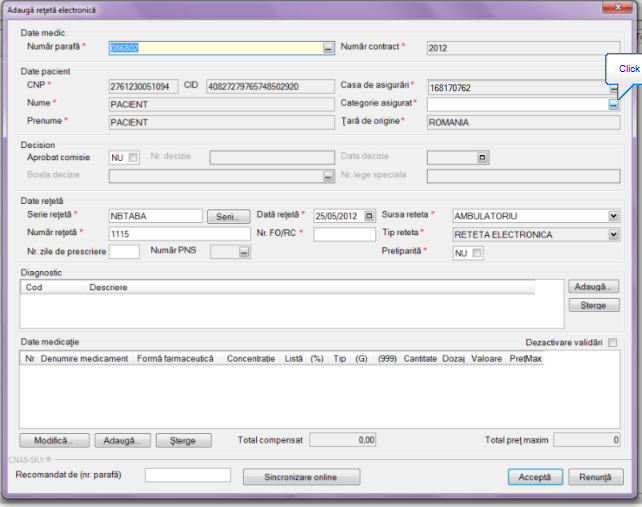 Adaugă rețetă electronică
Date medic
Număr parafă * 086802 ... Număr contract * 2012
Click
Date pacient
CNP * 2761230051094 CID 40827279765748502920 Casa de asigurări * 168170762 ...
Nume * PACIENT Categorie asigurat * ...
Prenume * PACIENT Țară de origine * ROMANIA
Decision
Aprobat comisie NU Nr. decizie Data decizie
Boala decizie ... Nr. lege speciala
Date rețetă
Serie rețetă * NBTABA Serii... Dată rețetă * 25/05/2012 Sursa reteta * AMBULATORIU
Număr rețetă * 1115 Nr. FO/RC * Tip reteta * RETETA ELECTRONICA
Nr. zile de prescriere Număr PNS ... Pretiparită * NU
Diagnostic
Cod Descriere Adaugă...
Șterge
Date medicație Dezactivare validări
Nr Denumire medicament Formă farmaceutică Concentrație Listă (%) Tip (G) (999) Cantitate Dozaj Valoare PrețMax
Modifică... Adaugă... Șterge Total compensat 0,00 Total preț maxim 0
CNAS-SIUI ®
Recomandat de (nr. parafă) Sincronizare online Acceptă Renunță